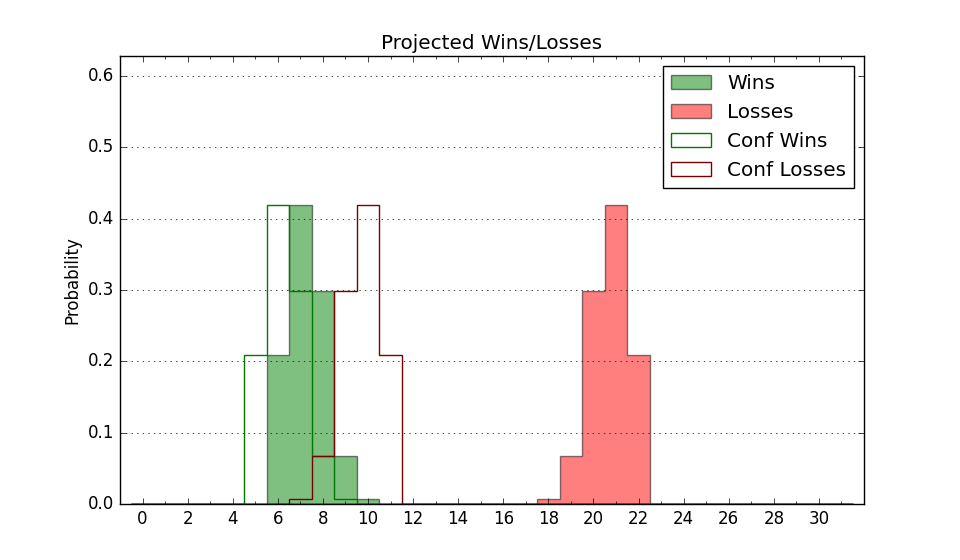 Projected Wins/Losses
Wins
Losses
Conf Wins
Conf Losses
Probability
0.6
0.5
0.4
0.3
0.2
0.1
0.0
0 2 4 6 8 10 12 14 16 18 20 22 24 26 28 30